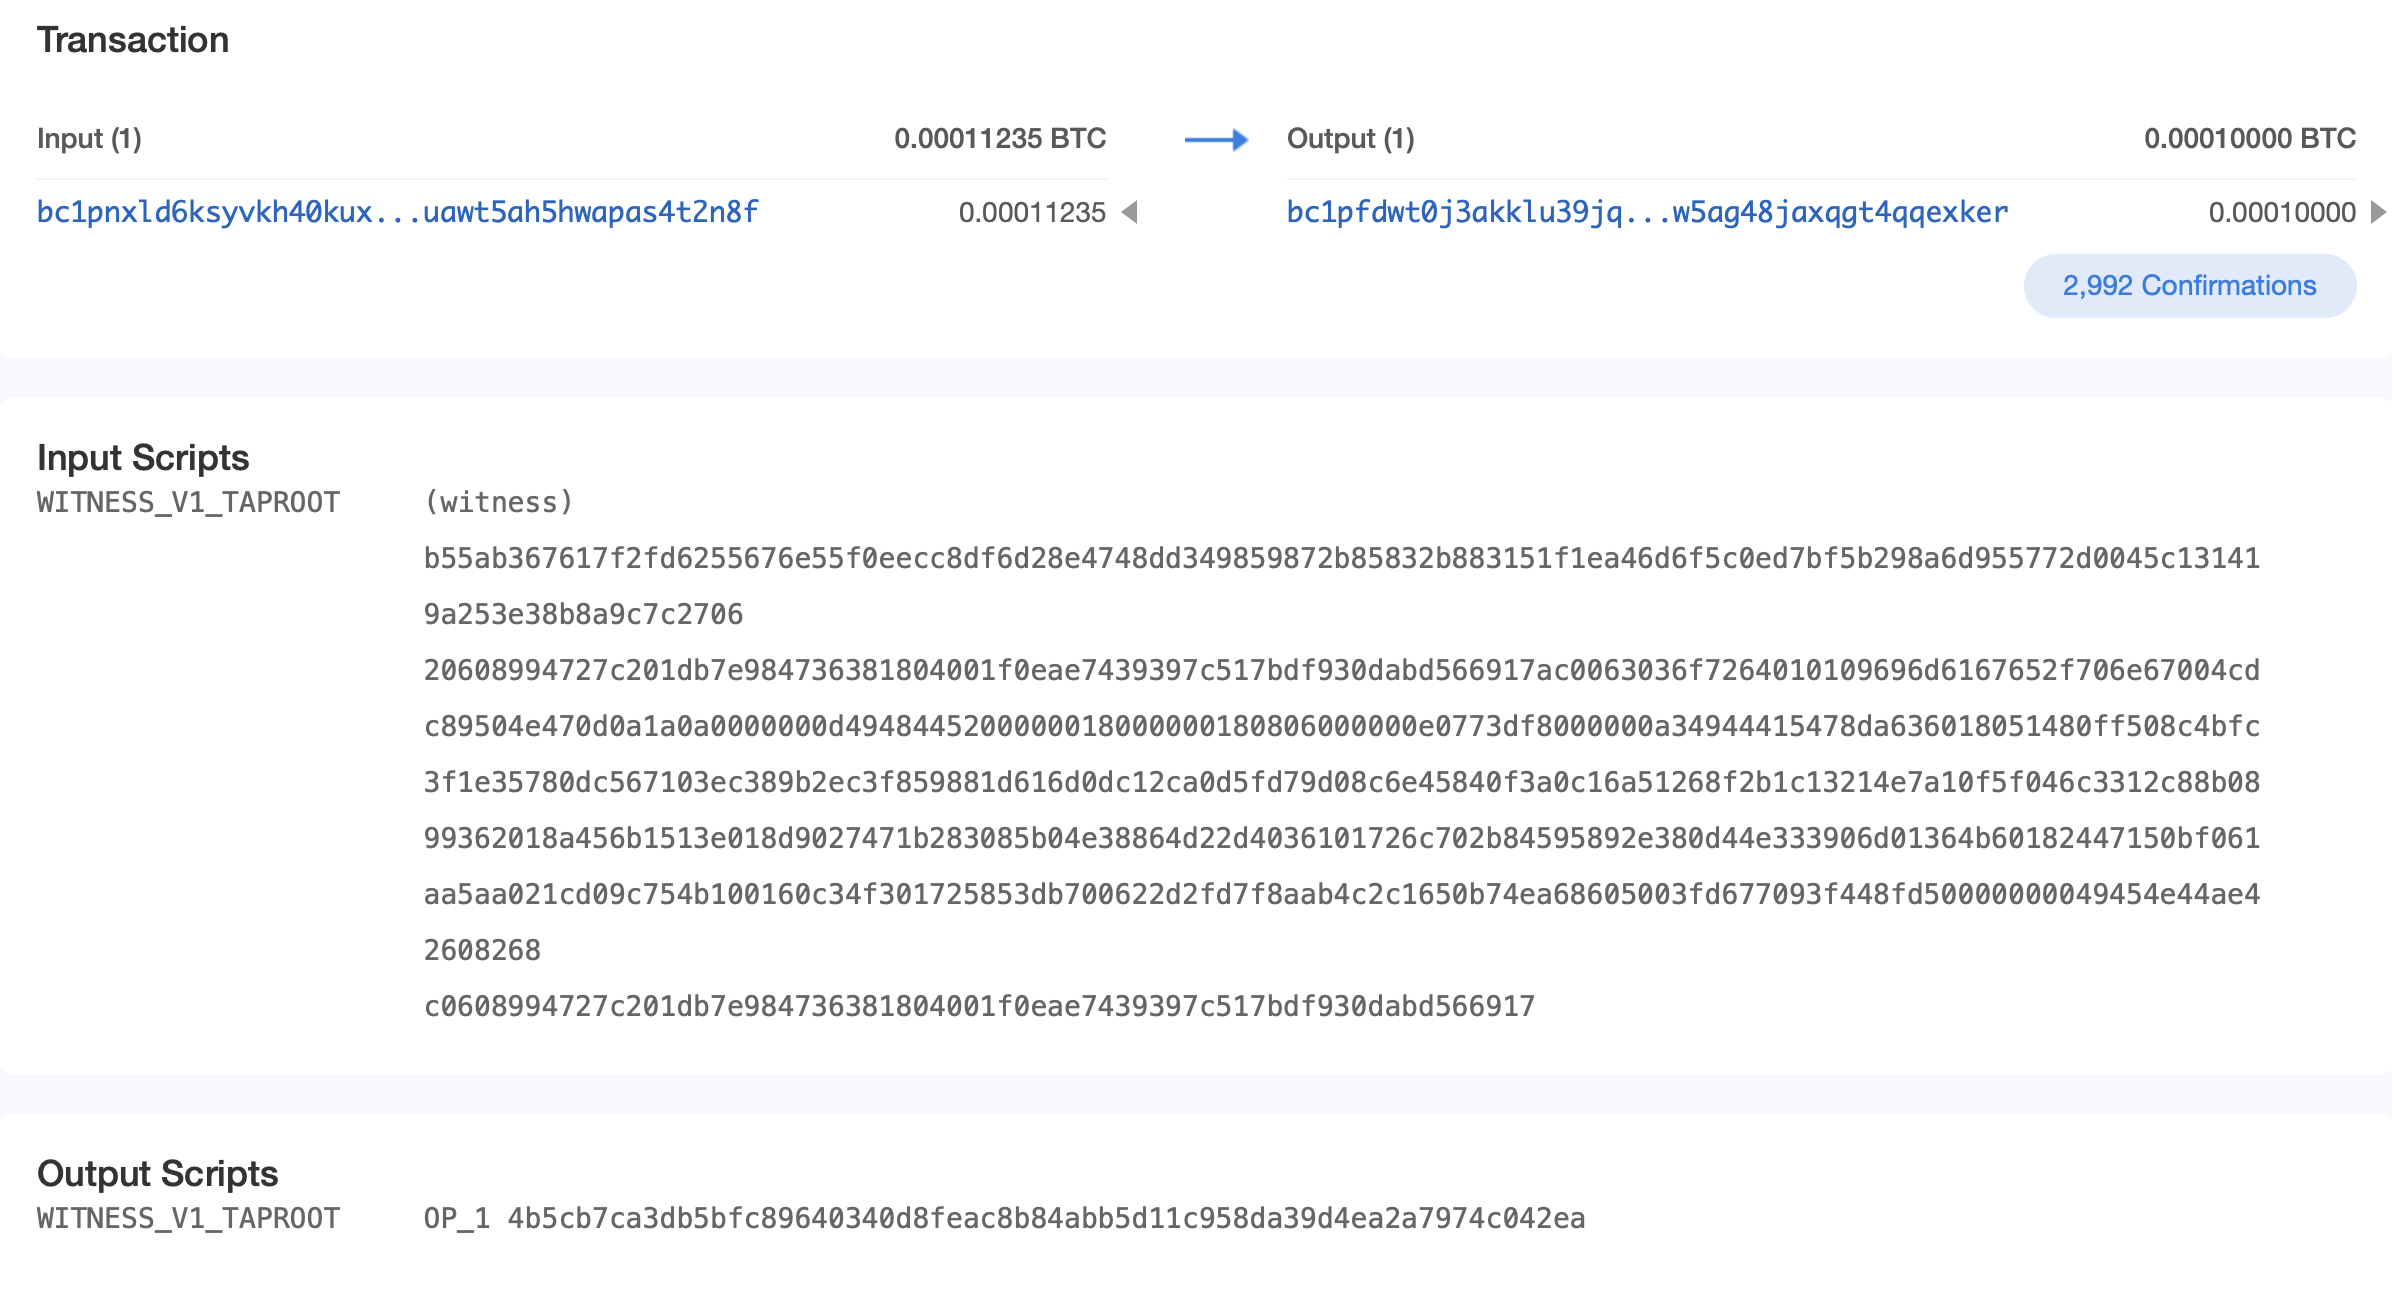 Transaction
Input (1) 0.00011235 BTC Output (1) 0.00010000 BTC
bc1pnxld6ksyvkh40kux...uawt5ah5hwapas4t2n8f 0.00011235 bc1pfdwt0j3akklu39jq...w5ag48jaxqgt4qqexker 0.00010000
2,992 Confirmations
Input Scripts
WITNESS_V1_TAPROOT (witness)
b55ab367617f2fd6255676e55f0eecc8df6d28e4748dd349859872b85832b883151f1ea46d6f5c0ed7bf5b298a6d955772d0045c13141
9a253e38b8a9c7c2706
20608994727c201db7e984736381804001f0eae7439397c517bdf930dabd566917ac0063036f7264010109696d6167652f706e67004cd
c89504e470d0a1a0a0000000d4948445200000018000000180806000000e0773df8000000a34944415478da636018051480ff508c4bfc
3f1e35780dc567103ec389b2ec3f859881d616d0dc12ca0d5fd79d08c6e45840f3a0c16a51268f2b1c13214e7a10f5f046c3312c88b08
99362018a456b1513e018d9027471b283085b04e38864d22d4036101726c702b84595892e380d44e333906d01364b60182447150bf061
aa5aa021cd09c754b100160c34f301725853db700622d2fd7f8aab4c2c1650b74ea68605003fd677093f448fd50000000049454e44ae4
2608268
c0608994727c201db7e984736381804001f0eae7439397c517bdf930dabd566917
Output Scripts
WITNESS_V1_TAPROOT OP_1 4b5cb7ca3db5bfc89640340d8feac8b84abb5d11c958da39d4ea2a7974c042ea